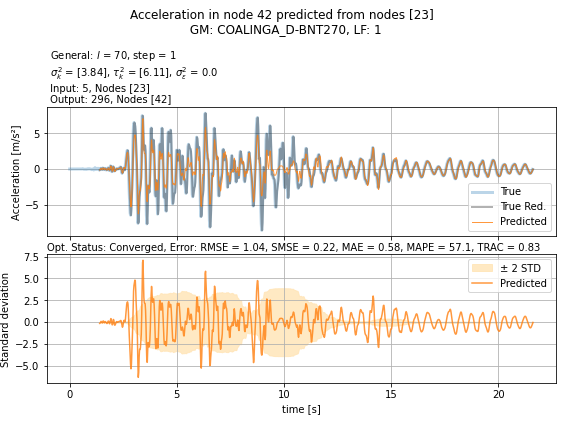 Acceleration in node 42 predicted from nodes [23]
GM: COALINGA_D-BNT270, LF: 1
General: l = 70, step = 1
σ²ₖ = [3.84], τ²ₖ = [6.11], σ²ε = 0.0
Input: 5, Nodes [23]
Output: 296, Nodes [42]
Acceleration [m/s²]
5
0
−5
True
True Red.
Predicted
Opt. Status: Converged, Error: RMSE = 1.04, SMSE = 0.22, MAE = 0.58, MAPE = 57.1, TRAC = 0.83
Standard deviation
7.5
5.0
2.5
0.0
−2.5
−5.0
± 2 STD
Predicted
0 5 10 15 20
time [s]